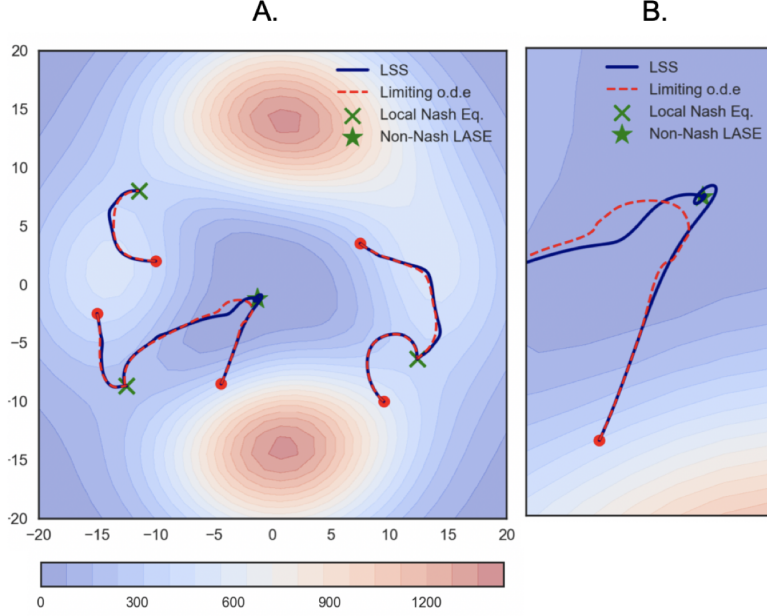 A.
B.
LSS
Limiting o.d.e
Local Nash Eq.
Non-Nash LASE
LSS
Limiting o.d.e
Local Nash Eq.
Non-Nash LASE
20
15
10
5
0
−5
-10
−15
-20
−20
−15
−10
−5
0
5
10
15
20
0
300
600
900
1200